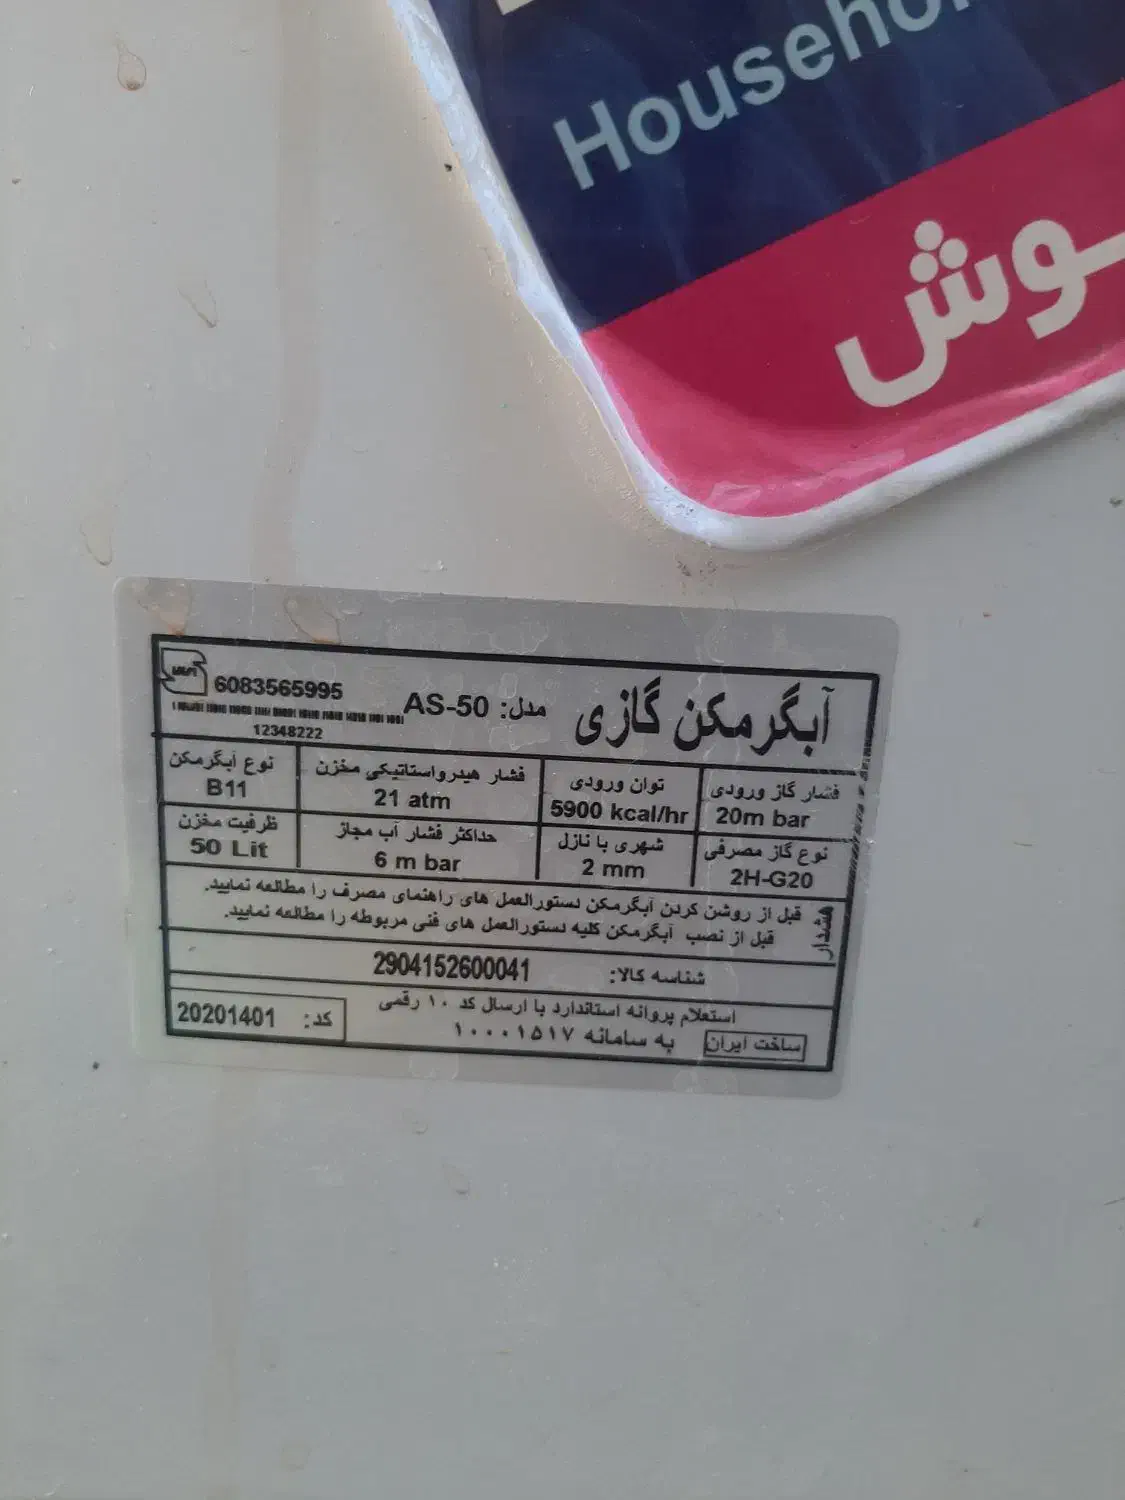 Househo
وش
آبگرمکن گازی
مدل: AS-50
6083565995
12348222
فشار گاز ورودی
20m bar
توان ورودی
5900 kcal/hr
فشار هیدرواستاتیکی مخزن
21 atm
نوع آبگرمکن
B11
نوع گاز مصرفی
2H-G20
شهری با نازل
2 mm
حداکثر فشار آب مجاز
6 m bar
ظرفیت مخزن
50 Lit
هشدار
قبل از روشن کردن آبگرمکن دستورالعمل های راهنمای مصرف را مطالعه نمایید.
قبل از نصب آبگرمکن کلیه دستورالعمل های فنی مربوطه را مطالعه نمایید.
شناسه کالا: 2904152600041
استعلام پروانه استاندارد با ارسال کد ۱۰ رقمی
به سامانه ۱۰۰۰۱۵۱۷
ساخت ایران
کد: 20201401